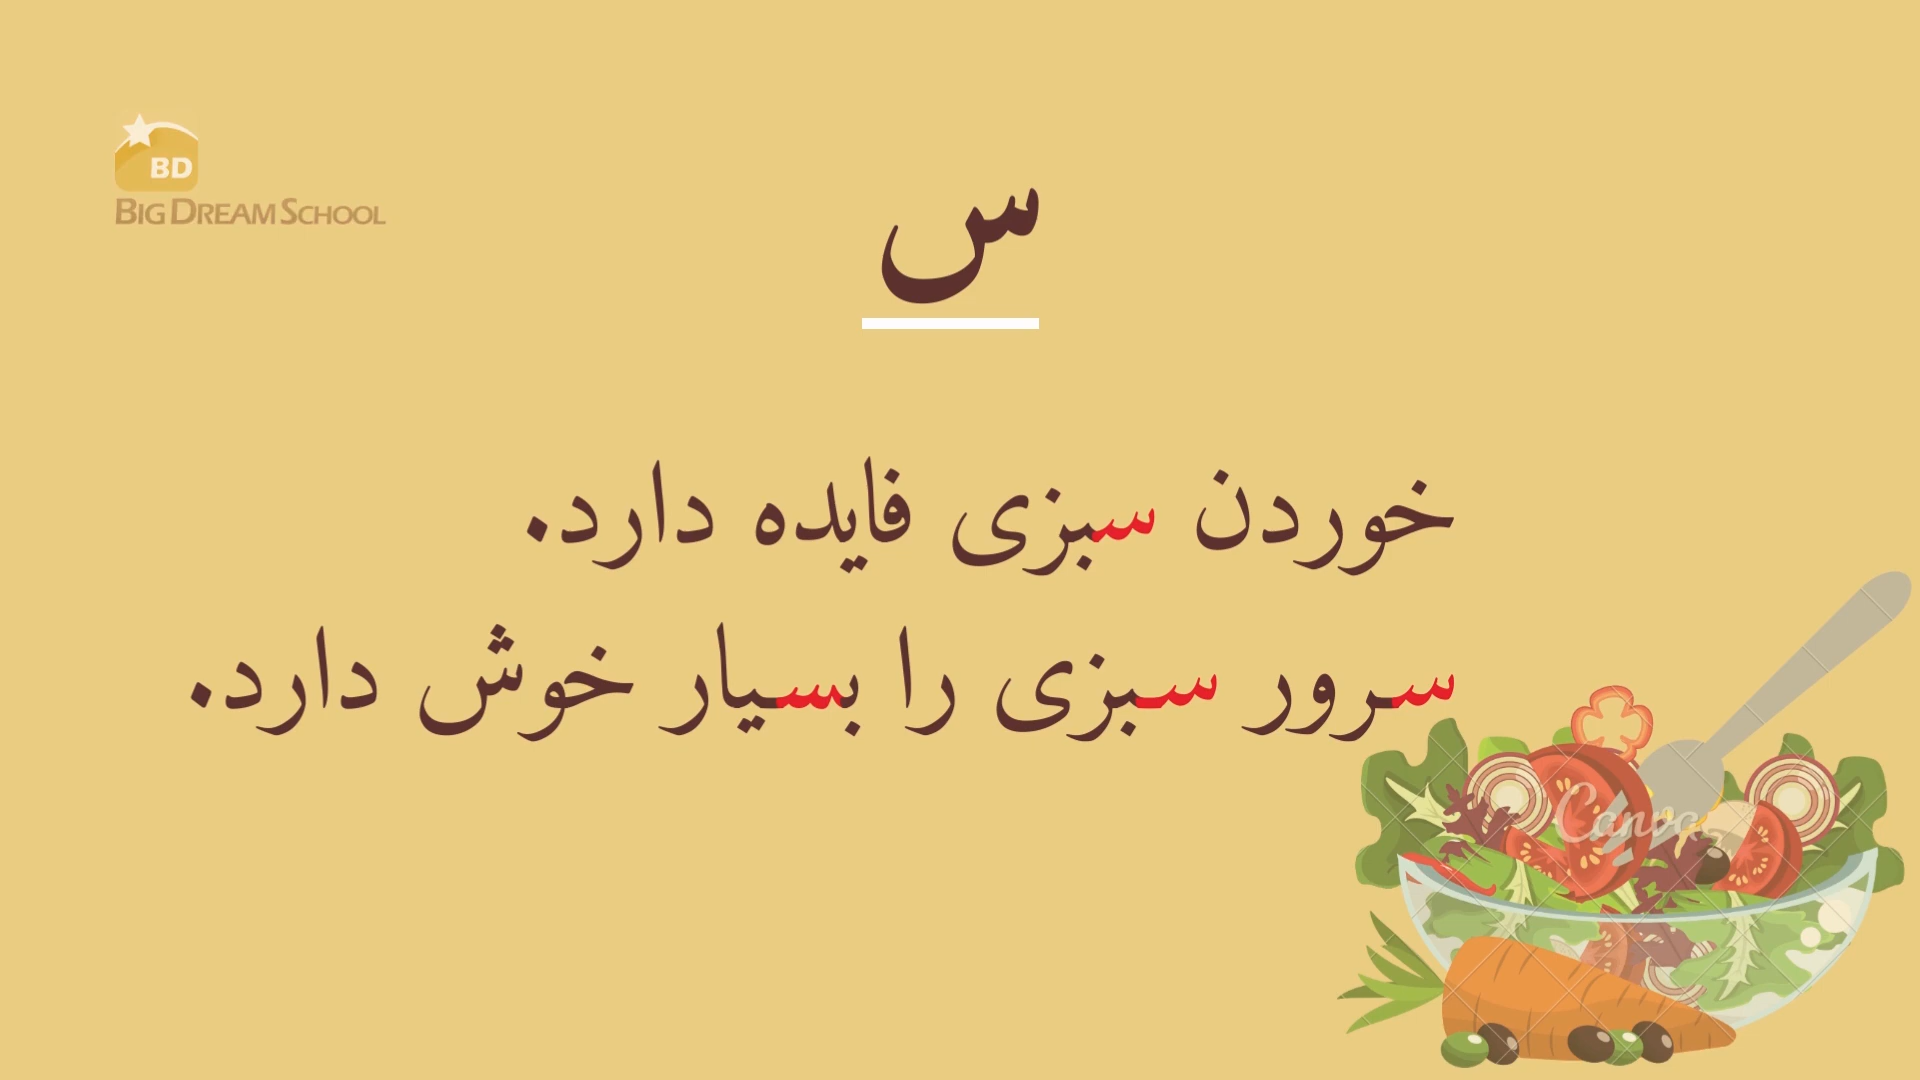 BD
BIG DREAM SCHOOL
س
خوردن سبزی فایده دارد.
سرور سبزی را بسیار خوش دارد.
Canva